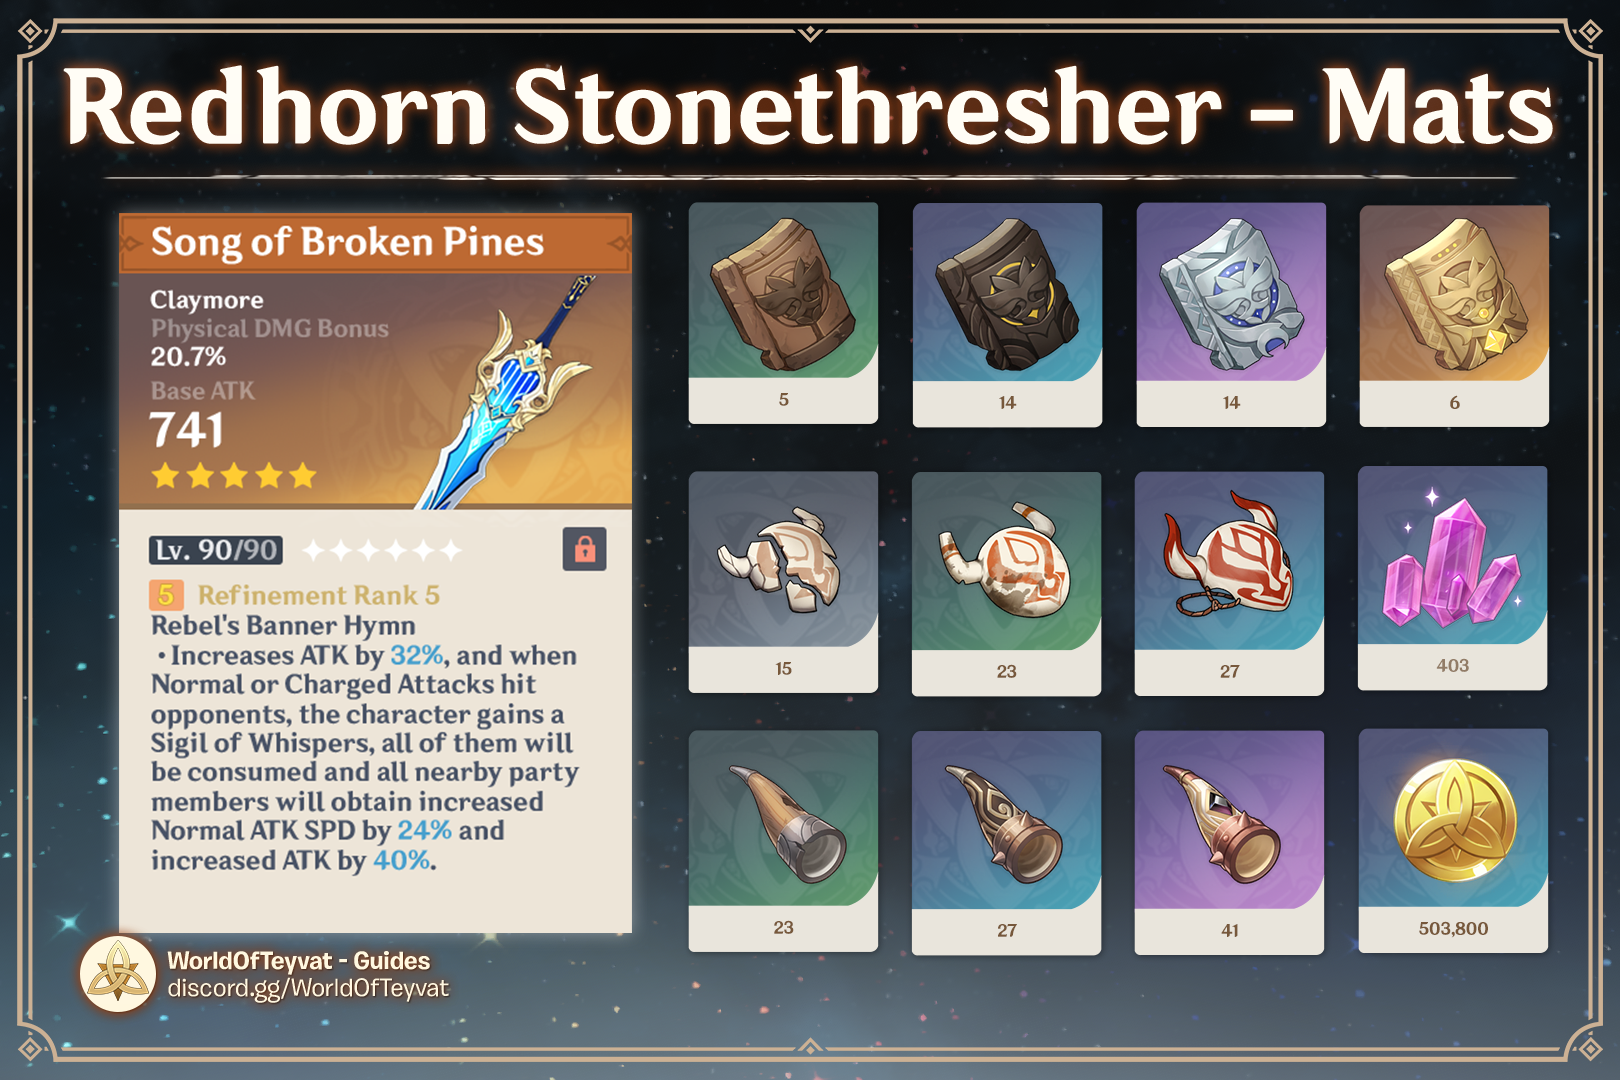 Redhorn Stonethresher - Mats
Song of Broken Pines
Claymore
Physical DMG Bonus
20.7%
Base ATK
741
Lv. 90/90
5 Refinement Rank 5
Rebel's Banner Hymn
• Increases ATK by 32%, and when
Normal or Charged Attacks hit
opponents, the character gains a
Sigil of Whispers, all of them will
be consumed and all nearby party
members will obtain increased
Normal ATK SPD by 24% and
increased ATK by 40%.
5
14
14
6
15
23
27
403
23
27
41
503,800
WorldOfTeyvat - Guides
discord.gg/WorldOfTeyvat